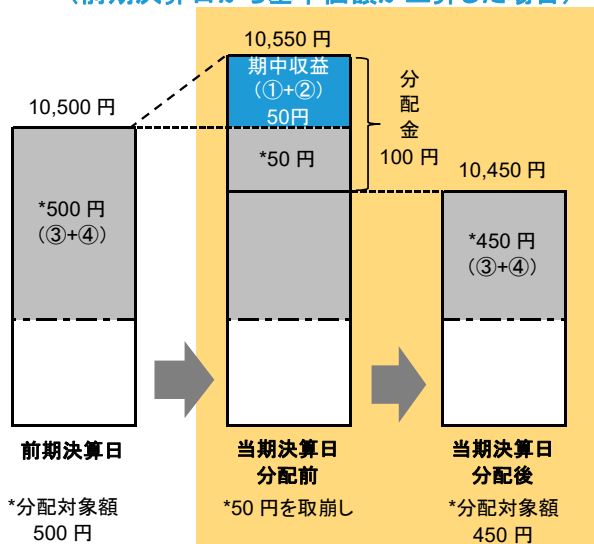 10,550 円
期中収益
（①+②）
50円
分
配
金
100 円
10,500 円
*50 円
10,450 円
*500 円
（③+④）
*450 円
（③+④）
前期決算日
当期決算日
分配前
当期決算日
分配後
*分配対象額
500 円
*50 円を取崩し
*分配対象額
450 円